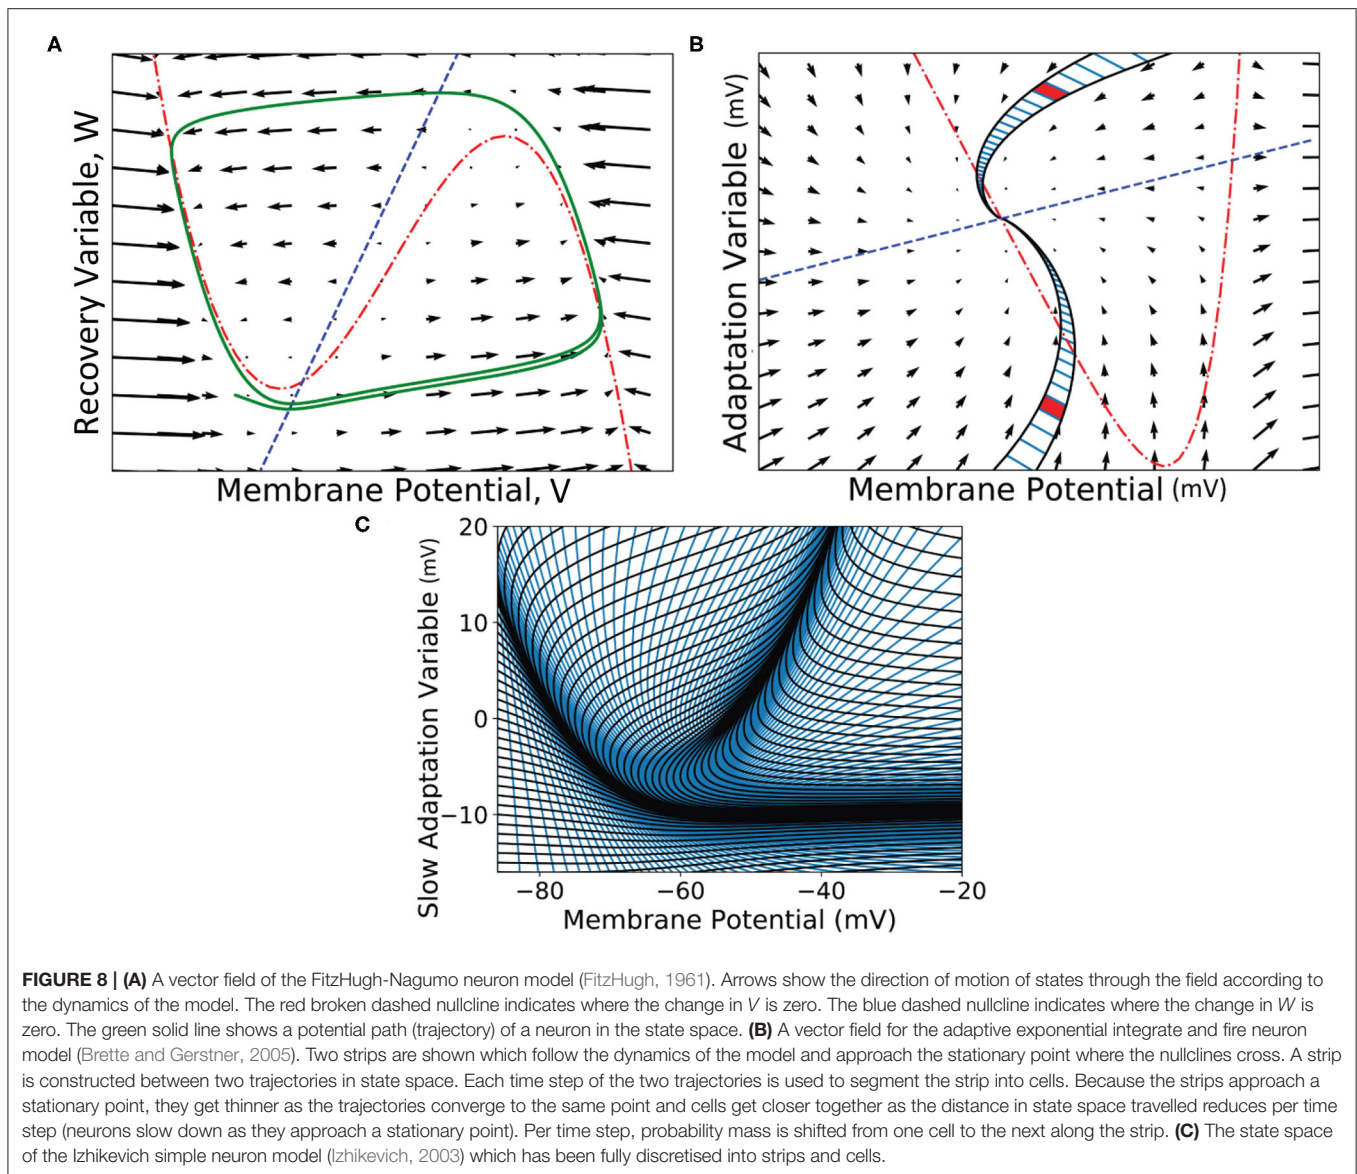 A
Recovery Variable, W
Membrane Potential, V
B
Adaptation Variable (mV)
Membrane Potential (mV)
C
Slow Adaptation Variable (mV)
20
10
0
−10
−80
−60
−40
−20
Membrane Potential (mV)
FIGURE 8 | (A) A vector field of the FitzHugh-Nagumo neuron model (FitzHugh, 1961). Arrows show the direction of motion of states through the field according to
the dynamics of the model. The red broken dashed nullcline indicates where the change in V is zero. The blue dashed nullcline indicates where the change in W is
zero. The green solid line shows a potential path (trajectory) of a neuron in the state space. (B) A vector field for the adaptive exponential integrate and fire neuron
model (Brette and Gerstner, 2005). Two strips are shown which follow the dynamics of the model and approach the stationary point where the nullclines cross. A strip
is constructed between two trajectories in state space. Each time step of the two trajectories is used to segment the strip into cells. Because the strips approach a
stationary point, they get thinner as the trajectories converge to the same point and cells get closer together as the distance in state space travelled reduces per time
step (neurons slow down as they approach a stationary point). Per time step, probability mass is shifted from one cell to the next along the strip. (C) The state space
of the Izhikevich simple neuron model (Izhikevich, 2003) which has been fully discretised into strips and cells.